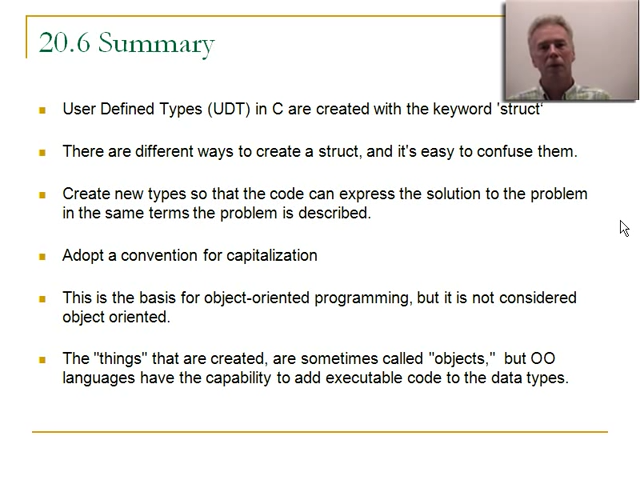 20.6 Summary
User Defined Types (UDT) in C are created with the keyword 'struct'
There are different ways to create a struct, and it's easy to confuse them.
Create new types so that the code can express the solution to the problem
in the same terms the problem is described.
Adopt a convention for capitalization
This is the basis for object-oriented programming, but it is not considered
object oriented.
The "things" that are created, are sometimes called "objects,"  but OO
languages have the capability to add executable code to the data types.